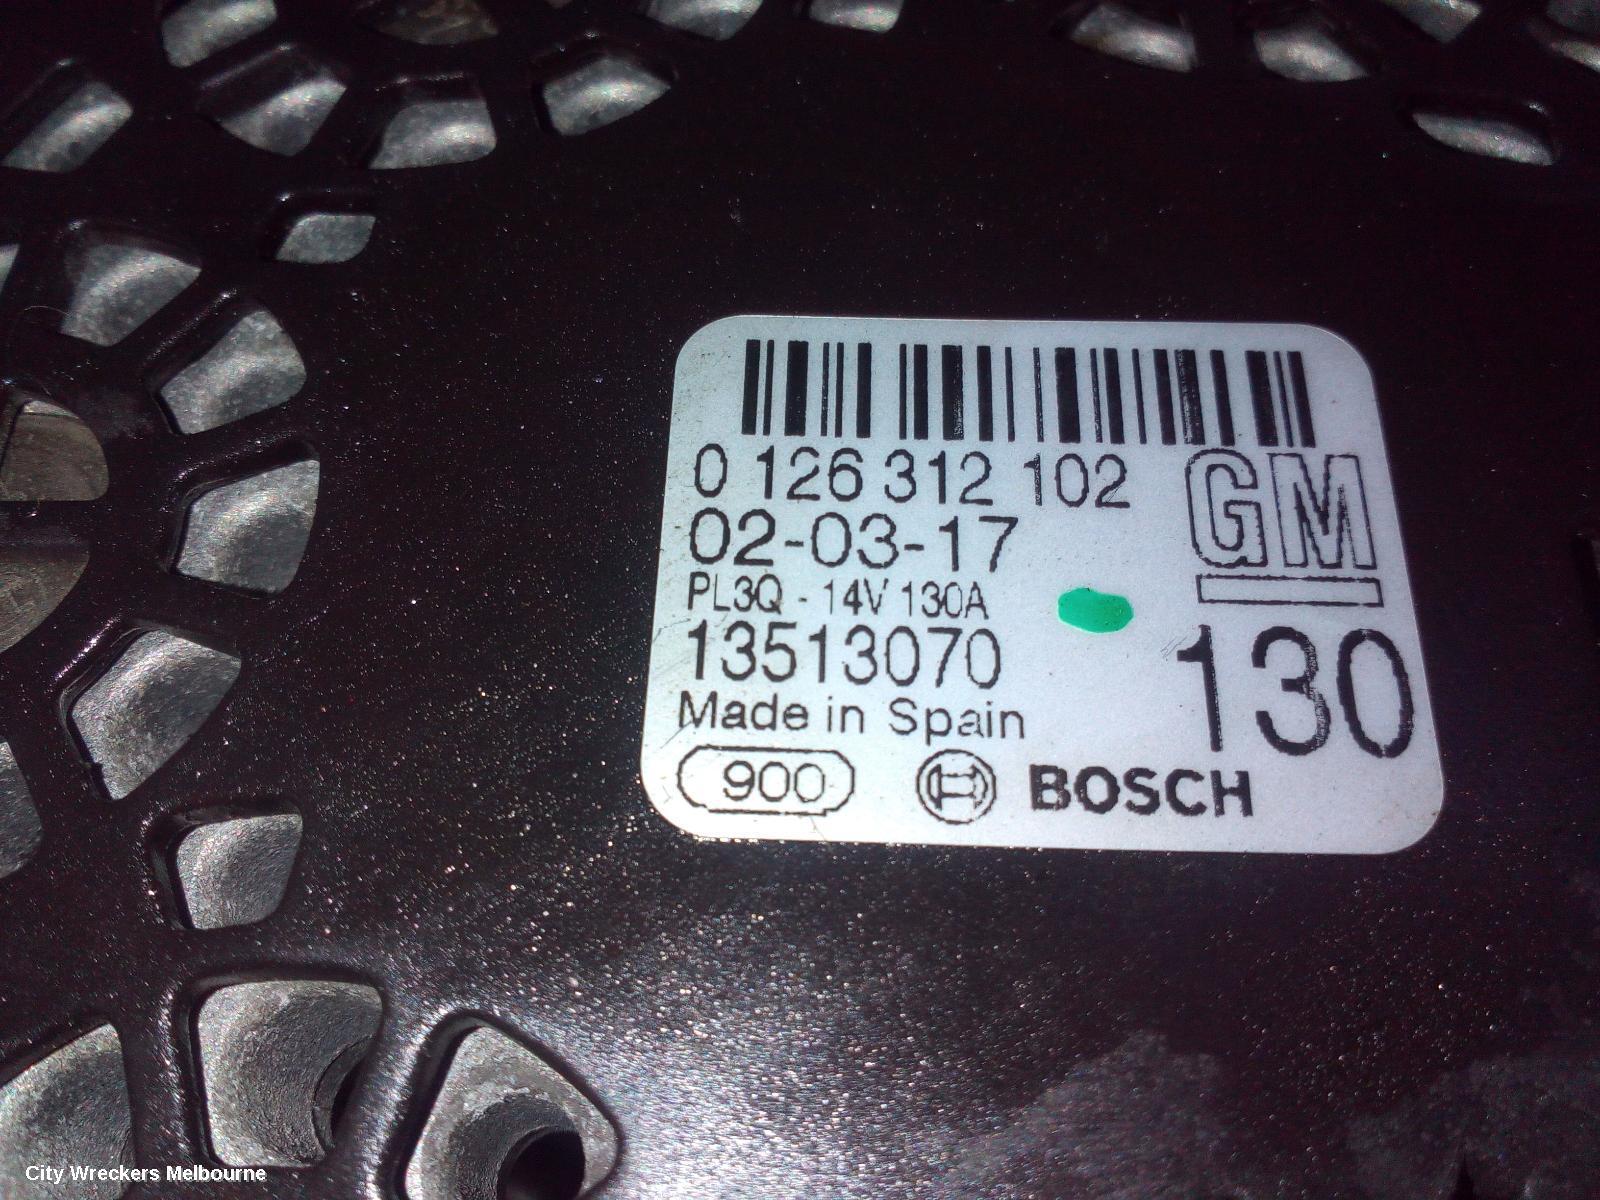 0 126 312 102
02-03-17
PL3Q - 14V 130A
13513070
Made in Spain
900
BOSCH
GM
130
City Wreckers Melbourne